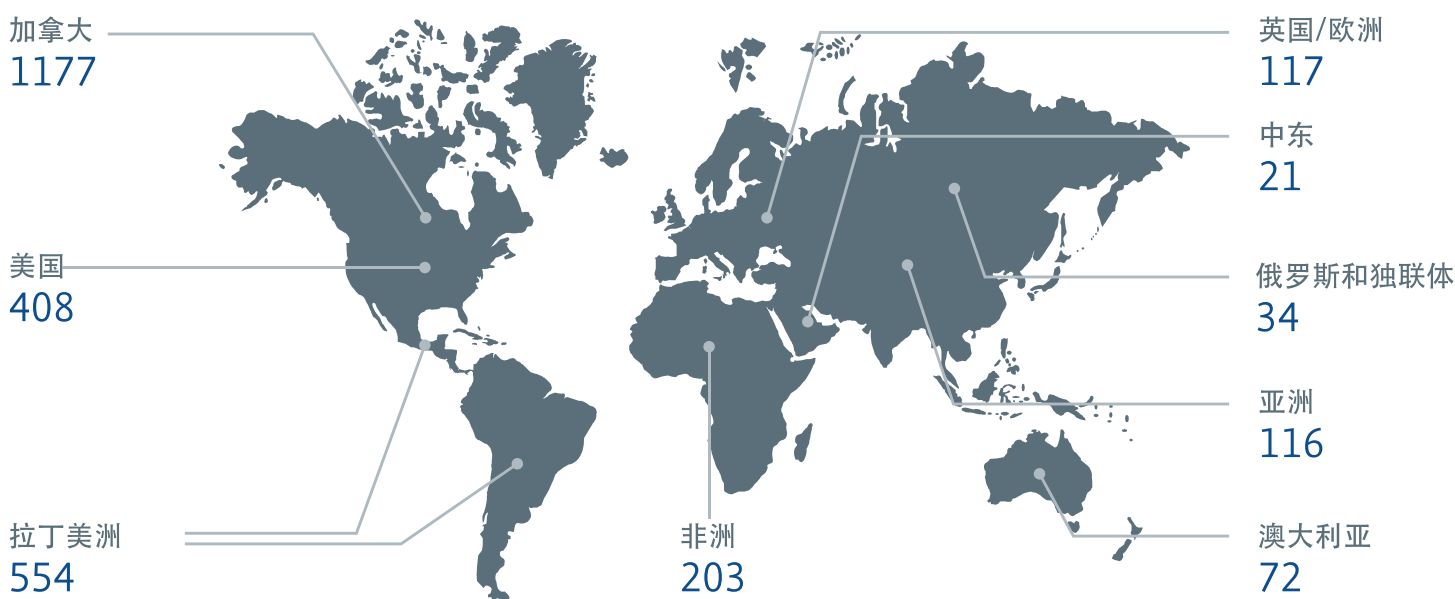 加拿大
1177
美国
408
拉丁美洲
554
非洲
203
英国/欧洲
117
中东
21
俄罗斯和独联体
34
亚洲
116
澳大利亚
72